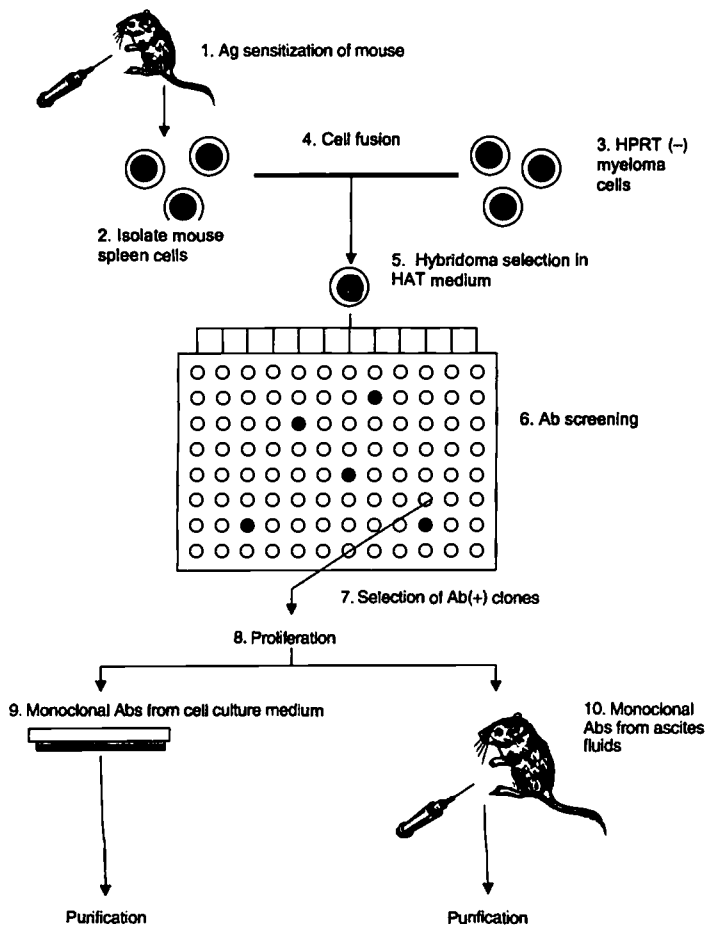 1. Ag sensitization of mouse
4. Cell fusion
3. HPRT (–)
myeloma
cells
2. Isolate mouse
spleen cells
5. Hybridoma selection in
HAT medium
6. Ab screening
7. Selection of Ab(+) clones
8. Proliferation
9. Monoclonal Abs from cell culture medium
10. Monoclonal
Abs from ascites
fluids
Purification
Purification